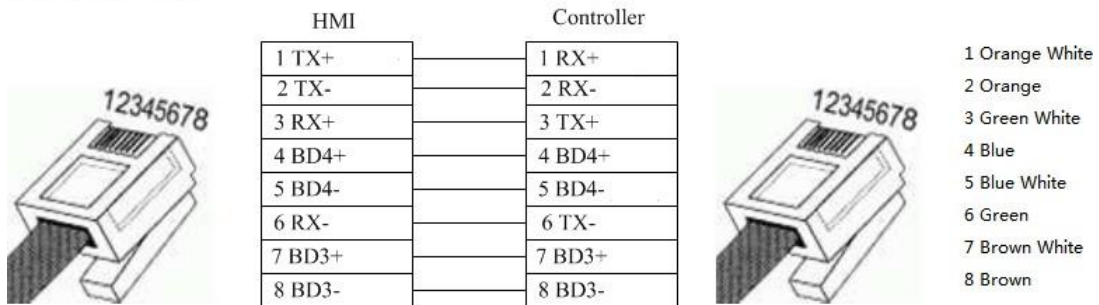 HMI
Controller
1 TX+
1 RX+
2 TX-
2 RX-
3 RX+
3 TX+
4 BD4+
4 BD4+
5 BD4-
5 BD4-
6 RX-
6 TX-
7 BD3+
7 BD3+
8 BD3-
8 BD3-
12345678
12345678
1 Orange White
2 Orange
3 Green White
4 Blue
5 Blue White
6 Green
7 Brown White
8 Brown